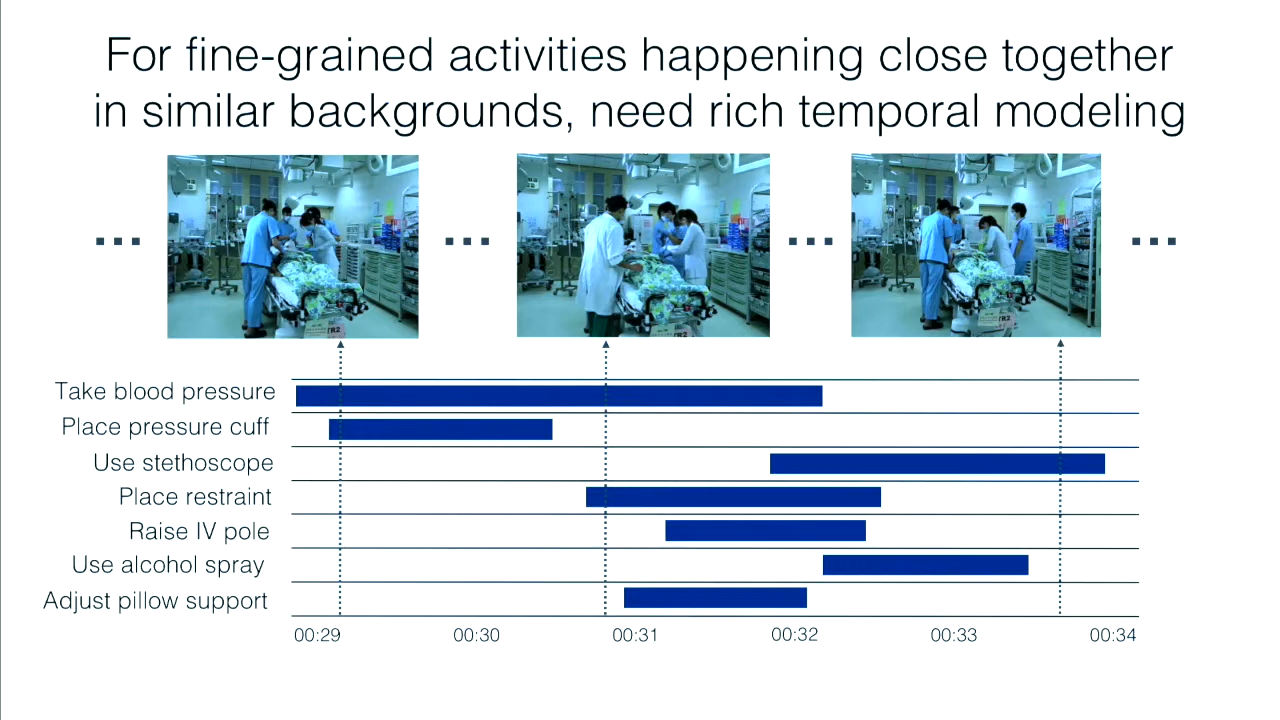 For fine-grained activities happening close together
in similar backgrounds, need rich temporal modeling
Take blood pressure
Place pressure cuff
Use stethoscope
Place restraint
Raise IV pole
Use alcohol spray
Adjust pillow support
00:29 00:30 00:31 00:32 00:33 00:34